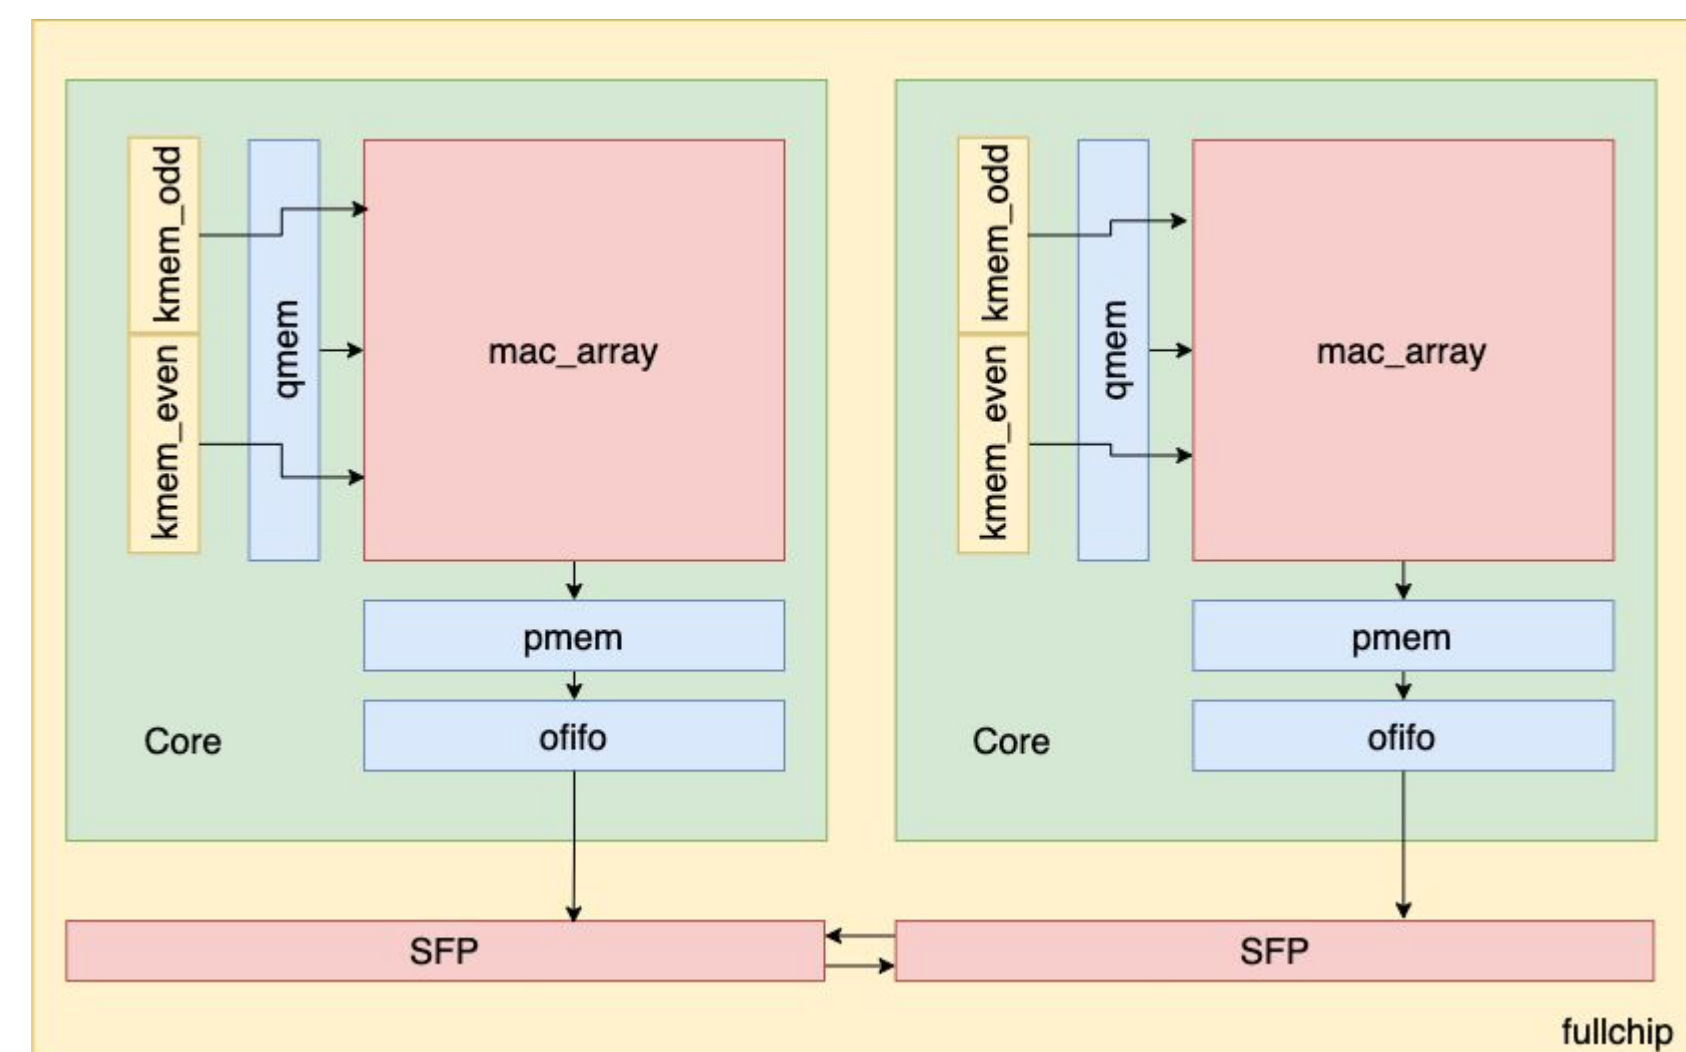 kmem_odd
kmem_even
qmem
mac_array
pmem
ofifo
Core
SFP
kmem_odd
kmem_even
qmem
mac_array
pmem
ofifo
Core
SFP
fullchip